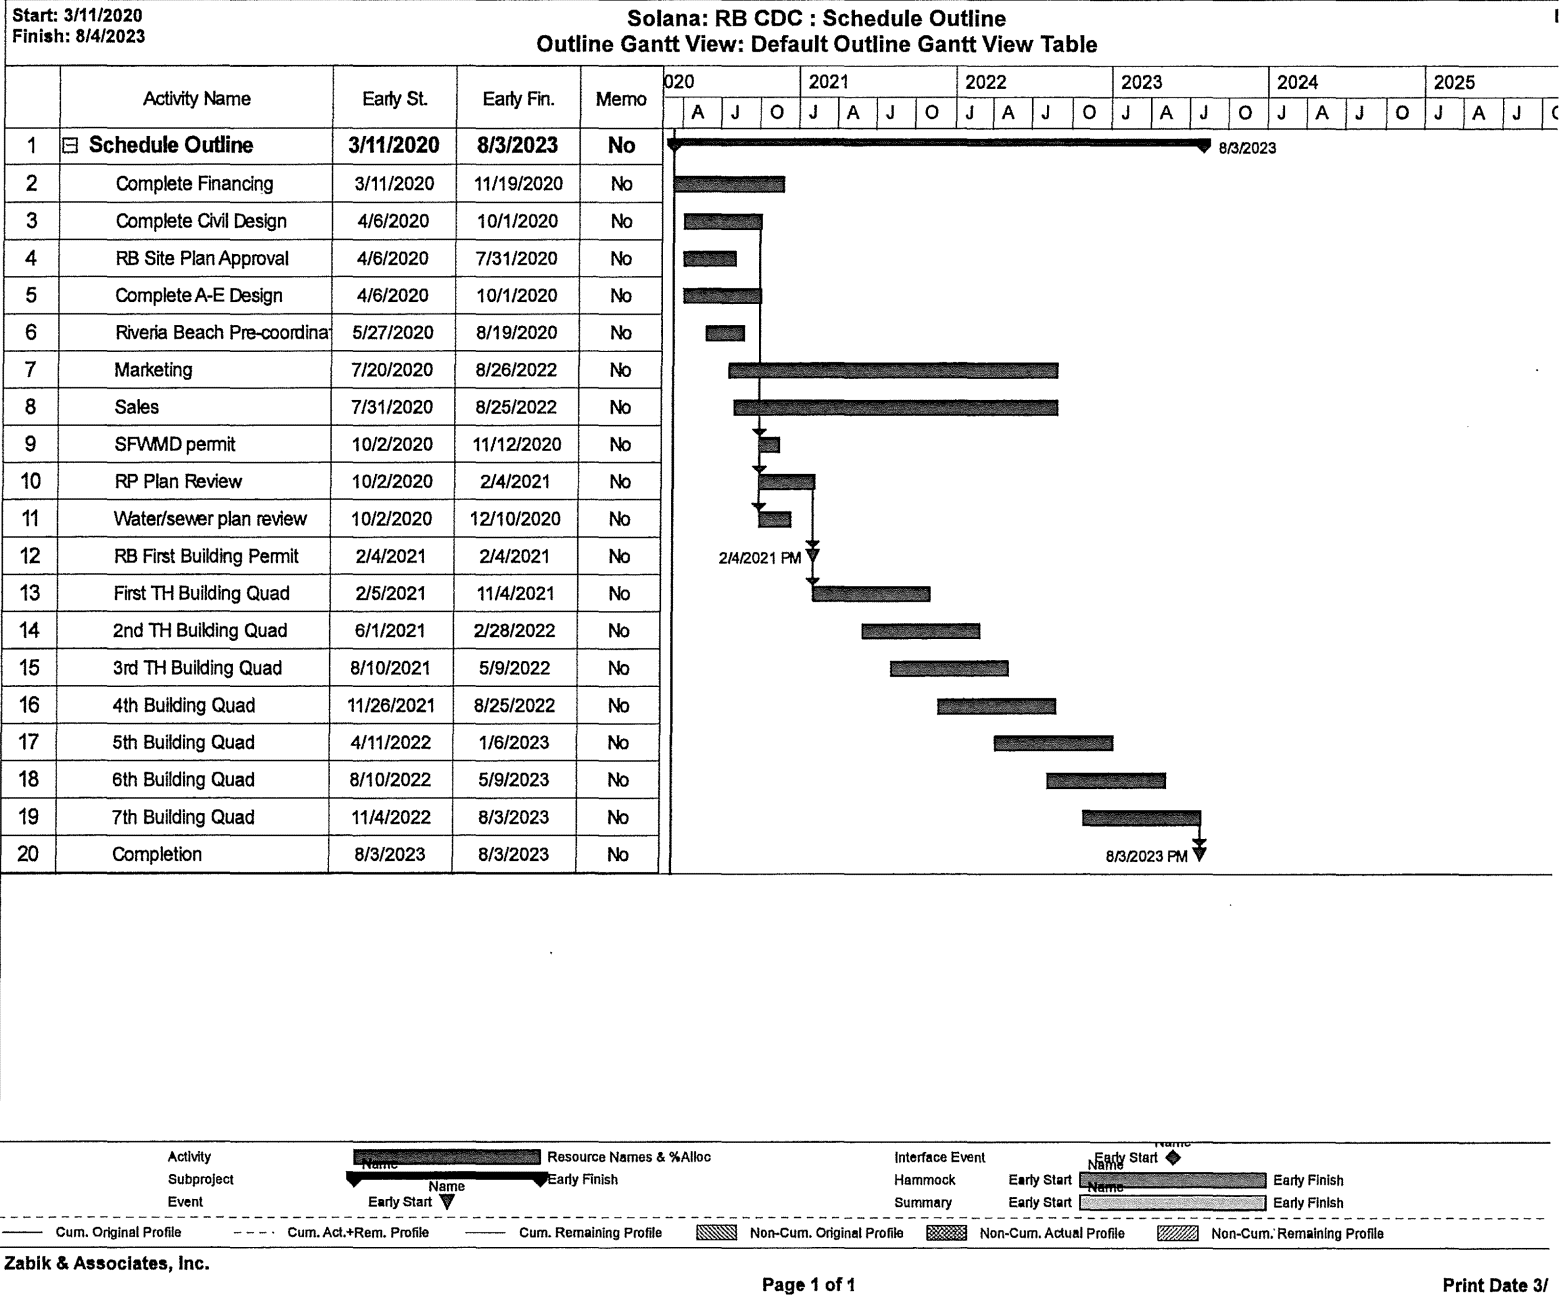 Start: 3/11/2020
Finish: 8/4/2023
Solana: RB CDC : Schedule Outline
Outline Gantt View: Default Outline Gantt View Table
Activity Name Early St. Early Fin. Memo 020 2021 2022 2023 2024 2025
A J O J A J O J A J O J A J O J A J O J A J
1 Schedule Outline 3/11/2020 8/3/2023 No 8/3/2023
2 Complete Financing 3/11/2020 11/19/2020 No
3 Complete Civil Design 4/6/2020 10/1/2020 No
4 RB Site Plan Approval 4/6/2020 7/31/2020 No
5 Complete A-E Design 4/6/2020 10/1/2020 No
6 Riveria Beach Pre-coordina 5/27/2020 8/19/2020 No
7 Marketing 7/20/2020 8/26/2022 No
8 Sales 7/31/2020 8/25/2022 No
9 SFWMD permit 10/2/2020 11/12/2020 No
10 RP Plan Review 10/2/2020 2/4/2021 No
11 Water/sewer plan review 10/2/2020 12/10/2020 No
12 RB First Building Permit 2/4/2021 2/4/2021 No 2/4/2021 PM
13 First TH Building Quad 2/5/2021 11/4/2021 No
14 2nd TH Building Quad 6/1/2021 2/28/2022 No
15 3rd TH Building Quad 8/10/2021 5/9/2022 No
16 4th Building Quad 11/26/2021 8/25/2022 No
17 5th Building Quad 4/11/2022 1/6/2023 No
18 6th Building Quad 8/10/2022 5/9/2023 No
19 7th Building Quad 11/4/2022 8/3/2023 No
20 Completion 8/3/2023 8/3/2023 No 8/3/2023 PM
Activity Name Resource Names & %Alloc Interface Event Name Early Start
Subproject Name Early Finish Hammock Early Start Name Early Finish
Event Early Start Summary Early Start Name Early Finish
Cum. Original Profile Cum. Act.+Rem. Profile Cum. Remaining Profile Non-Cum. Original Profile Non-Cum. Actual Profile Non-Cum. Remaining Profile
Zabik & Associates, Inc.
Page 1 of 1
Print Date 3/